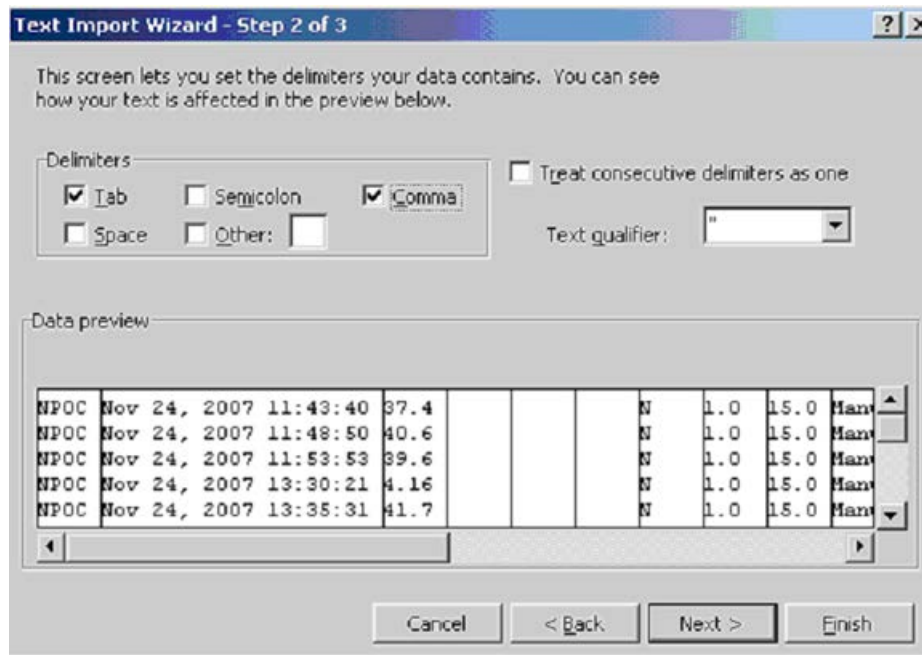 Text Import Wizard - Step 2 of 3
This screen lets you set the delimiters your data contains. You can see
how your text is affected in the preview below.
Delimiters
Tab Semicolon Comma
Space Other:
Treat consecutive delimiters as one
Text qualifier: "
Data preview
NPOC Nov 24, 2007 11:43:40 37.4 N 1.0 15.0
NPOC Nov 24, 2007 11:48:50 40.6 N 1.0 15.0
NPOC Nov 24, 2007 11:53:53 39.6 N 1.0 15.0
NPOC Nov 24, 2007 13:30:21 4.16 N 1.0 15.0
NPOC Nov 24, 2007 13:35:31 41.7 N 1.0 15.0
Cancel < Back Next > Finish